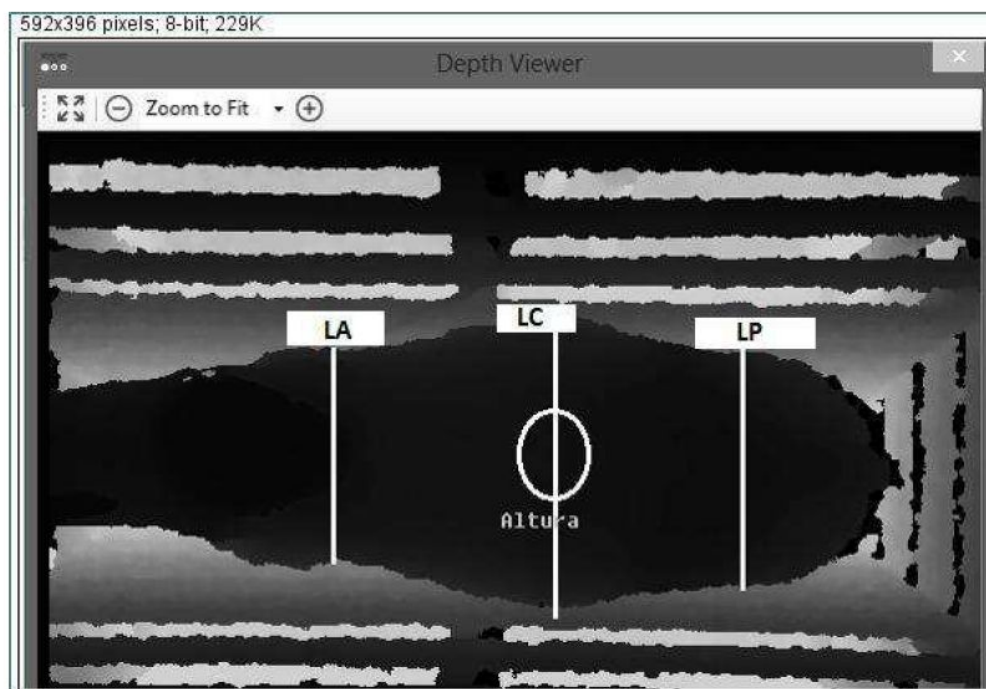 592x396 pixels; 8-bit; 229K
Depth Viewer
Zoom to Fit
LA
LC
LP
Altura